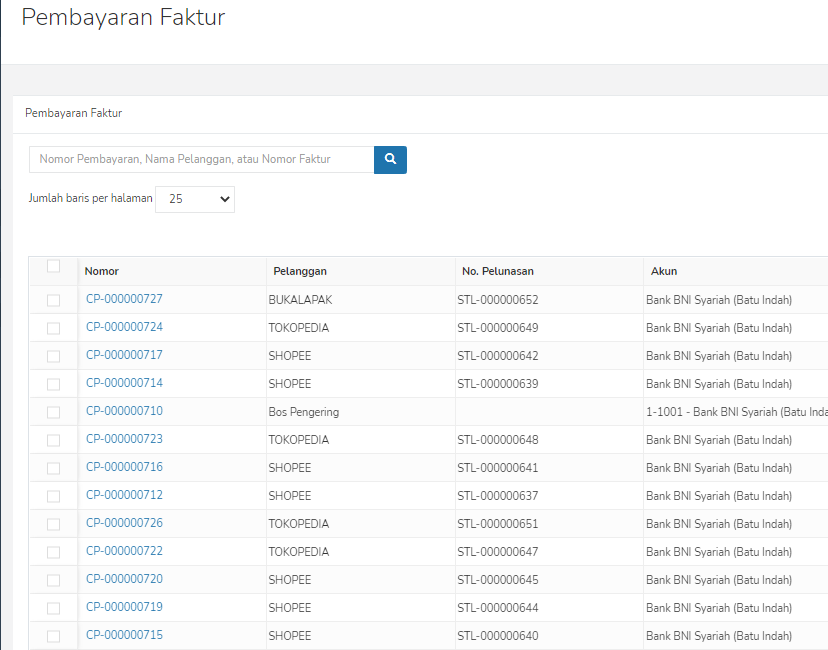 Pembayaran Faktur
Pembayaran Faktur
Nomor Pembayaran, Nama Pelanggan, atau Nomor Faktur
Jumlah baris per halaman 25
Nomor Pelanggan No. Pelunasan Akun
CP-000000727 BUKALAPAK STL-000000652 Bank BNI Syariah (Batu Indah)
CP-000000724 TOKOPEDIA STL-000000649 Bank BNI Syariah (Batu Indah)
CP-000000717 SHOPEE STL-000000642 Bank BNI Syariah (Batu Indah)
CP-000000714 SHOPEE STL-000000639 Bank BNI Syariah (Batu Indah)
CP-000000710 Bos Pengering 1-1001 - Bank BNI Syariah (Batu Inda
CP-000000723 TOKOPEDIA STL-000000648 Bank BNI Syariah (Batu Indah)
CP-000000716 SHOPEE STL-000000641 Bank BNI Syariah (Batu Indah)
CP-000000712 SHOPEE STL-000000637 Bank BNI Syariah (Batu Indah)
CP-000000726 TOKOPEDIA STL-000000651 Bank BNI Syariah (Batu Indah)
CP-000000722 TOKOPEDIA STL-000000647 Bank BNI Syariah (Batu Indah)
CP-000000720 SHOPEE STL-000000645 Bank BNI Syariah (Batu Indah)
CP-000000719 SHOPEE STL-000000644 Bank BNI Syariah (Batu Indah)
CP-000000715 SHOPEE STL-000000640 Bank BNI Syariah (Batu Indah)